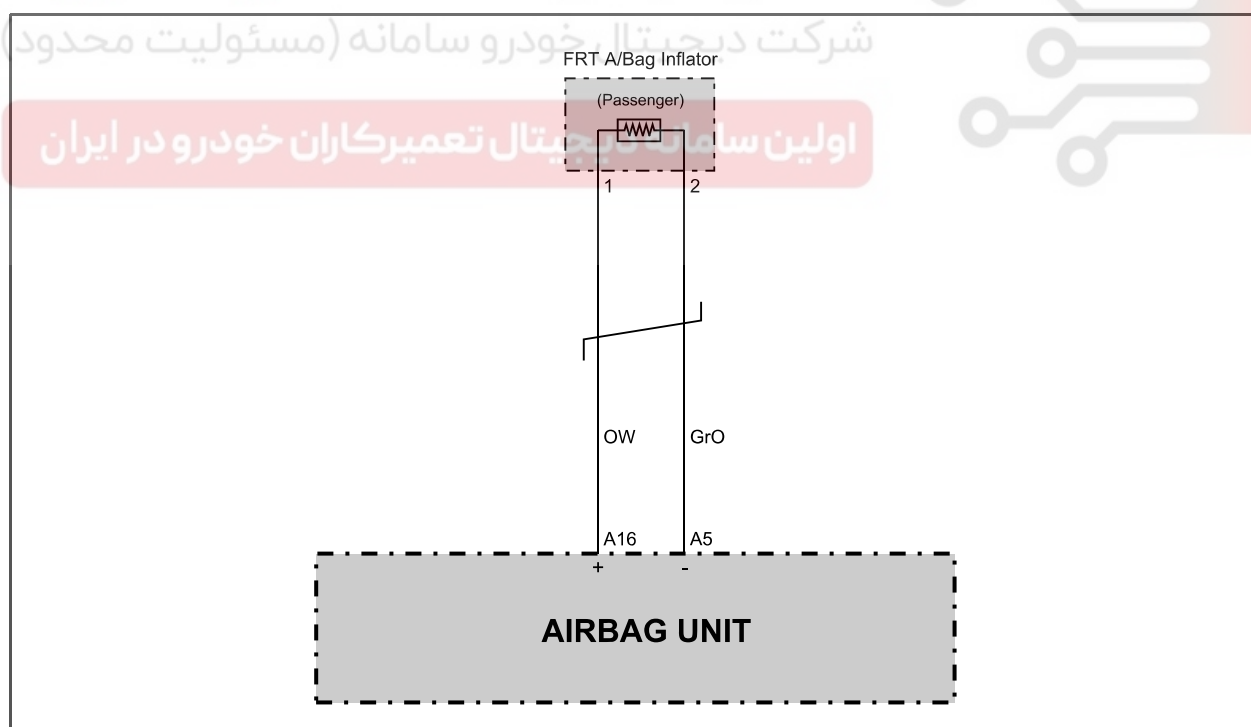 شرکت دیجیتال خودرو سامانه (مسئولیت محدود)
FRT A/Bag Inflator
(Passenger)
اولین سامانه دیجیتال تعمیرکاران خودرو در ایران
1 2
OW GrO
A16 A5
+ -
AIRBAG UNIT